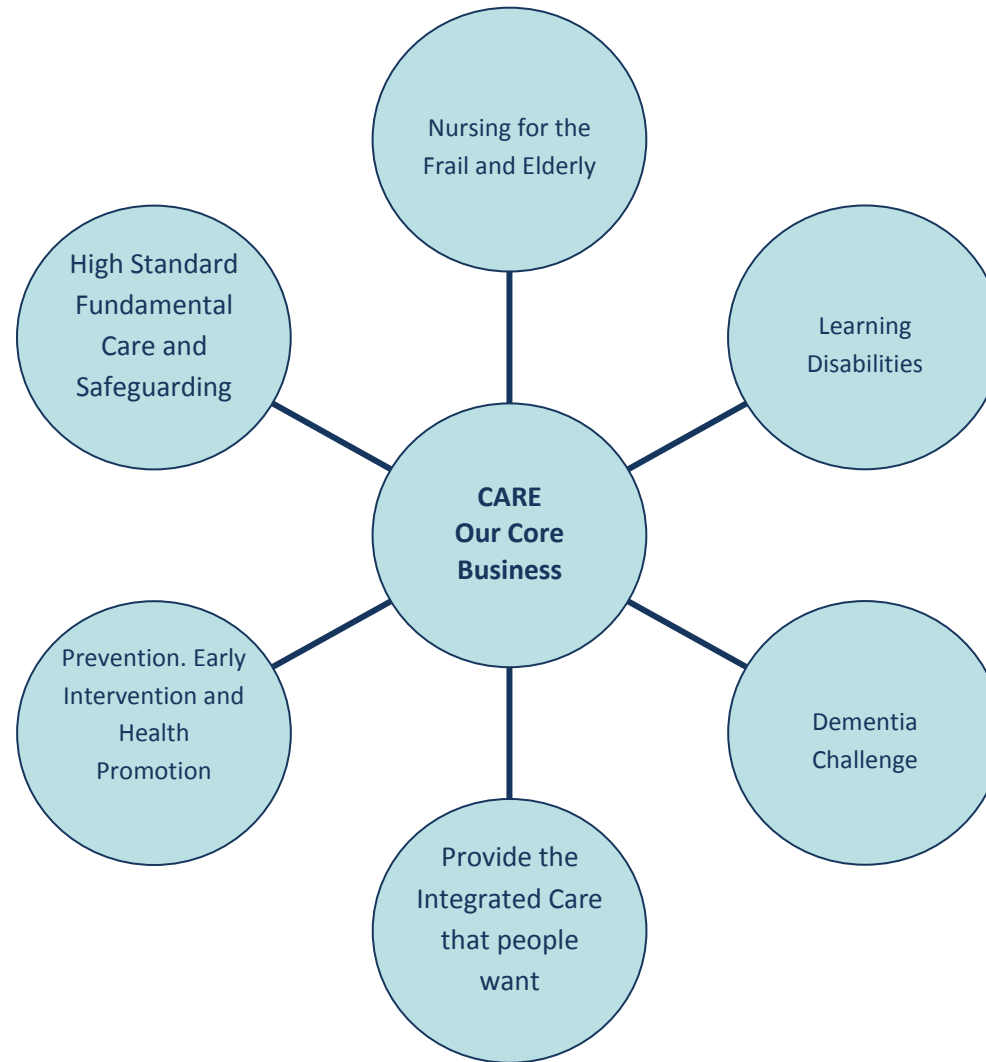 Nursing for the
Frail and Elderly
High Standard
Fundamental
Care and
Safeguarding
Learning
Disabilities
CARE
Our Core
Business
Prevention. Early
Intervention and
Health
Promotion
Dementia
Challenge
Provide the
Integrated Care
that people
want